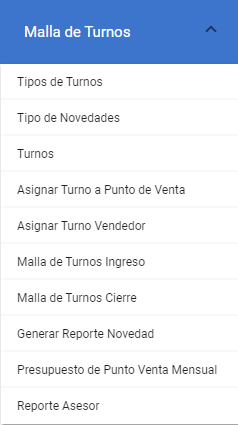 Malla de Turnos
Tipos de Turnos
Tipo de Novedades
Turnos
Asignar Turno a Punto de Venta
Asignar Turno Vendedor
Malla de Turnos Ingreso
Malla de Turnos Cierre
Generar Reporte Novedad
Presupuesto de Punto Venta Mensual
Reporte Asesor